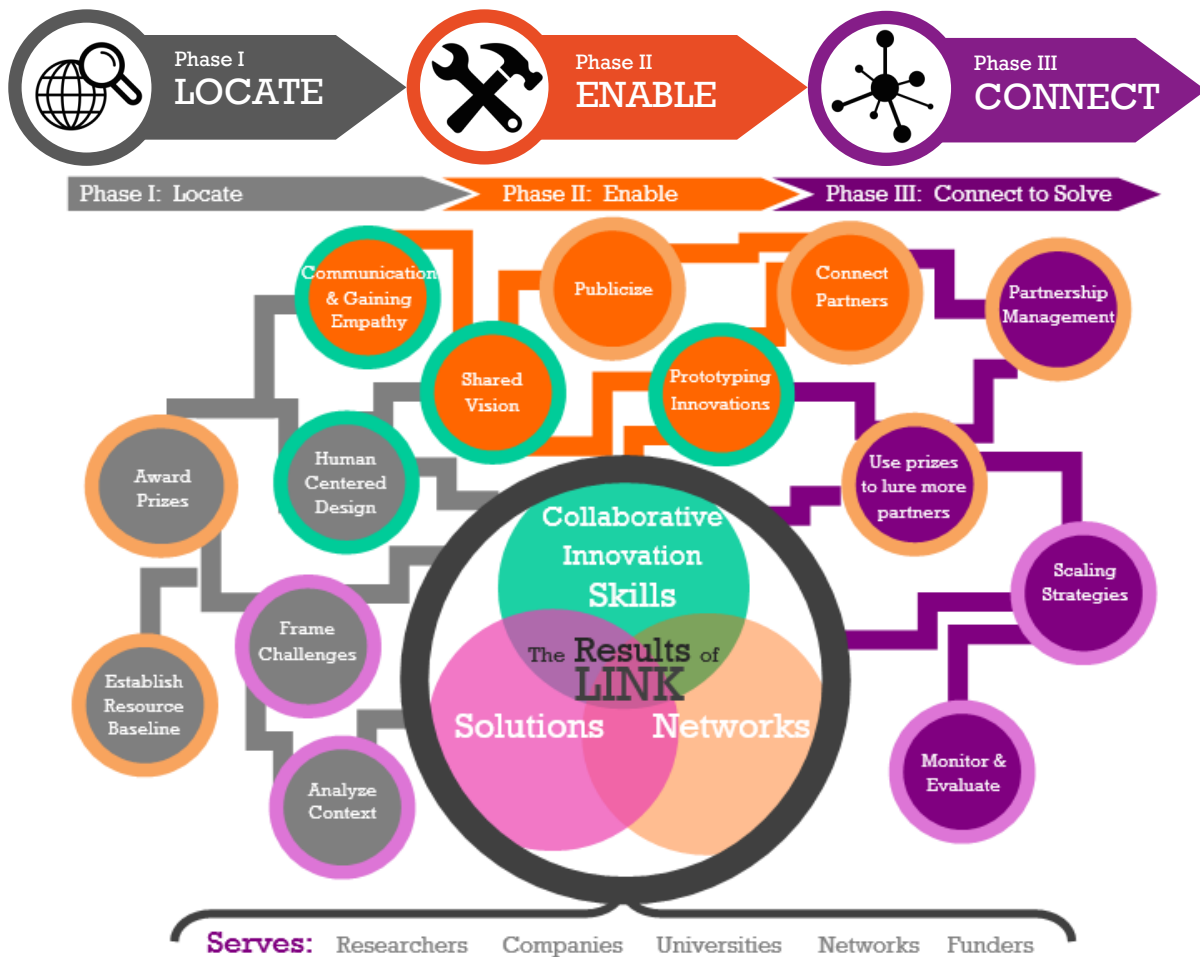 Phase I
LOCATE
Phase II
ENABLE
Phase III
CONNECT
Phase I: Locate
Phase II: Enable
Phase III: Connect to Solve
Communication
& Gaining
Empathy
Publicize
Connect
Partners
Partnership
Management
Shared
Vision
Prototyping
Innovations
Award
Prizes
Human
Centered
Design
Use prizes
to lure more
partners
Frame
Challenges
Scaling
Strategies
Establish
Resource
Baseline
Analyze
Context
Monitor &
Evaluate
Collaborative
Innovation
Skills
The Results of
LINK
Solutions
Networks
Serves: Researchers Companies Universities Networks Funders